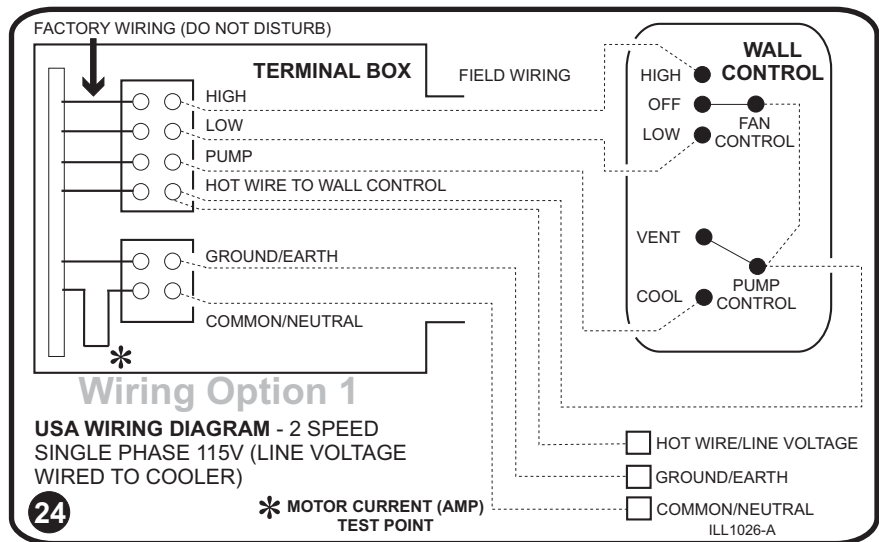 FACTORY WIRING (DO NOT DISTURB)
TERMINAL BOX
FIELD WIRING
HIGH
LOW
PUMP
HOT WIRE TO WALL CONTROL
GROUND/EARTH
COMMON/NEUTRAL
*
WALL
CONTROL
HIGH
OFF
LOW
FAN
CONTROL
VENT
COOL
PUMP
CONTROL
Wiring Option 1
USA WIRING DIAGRAM - 2 SPEED
SINGLE PHASE 115V (LINE VOLTAGE
WIRED TO COOLER)
24
* MOTOR CURRENT (AMP)
TEST POINT
HOT WIRE/LINE VOLTAGE
GROUND/EARTH
COMMON/NEUTRAL
ILL1026-A